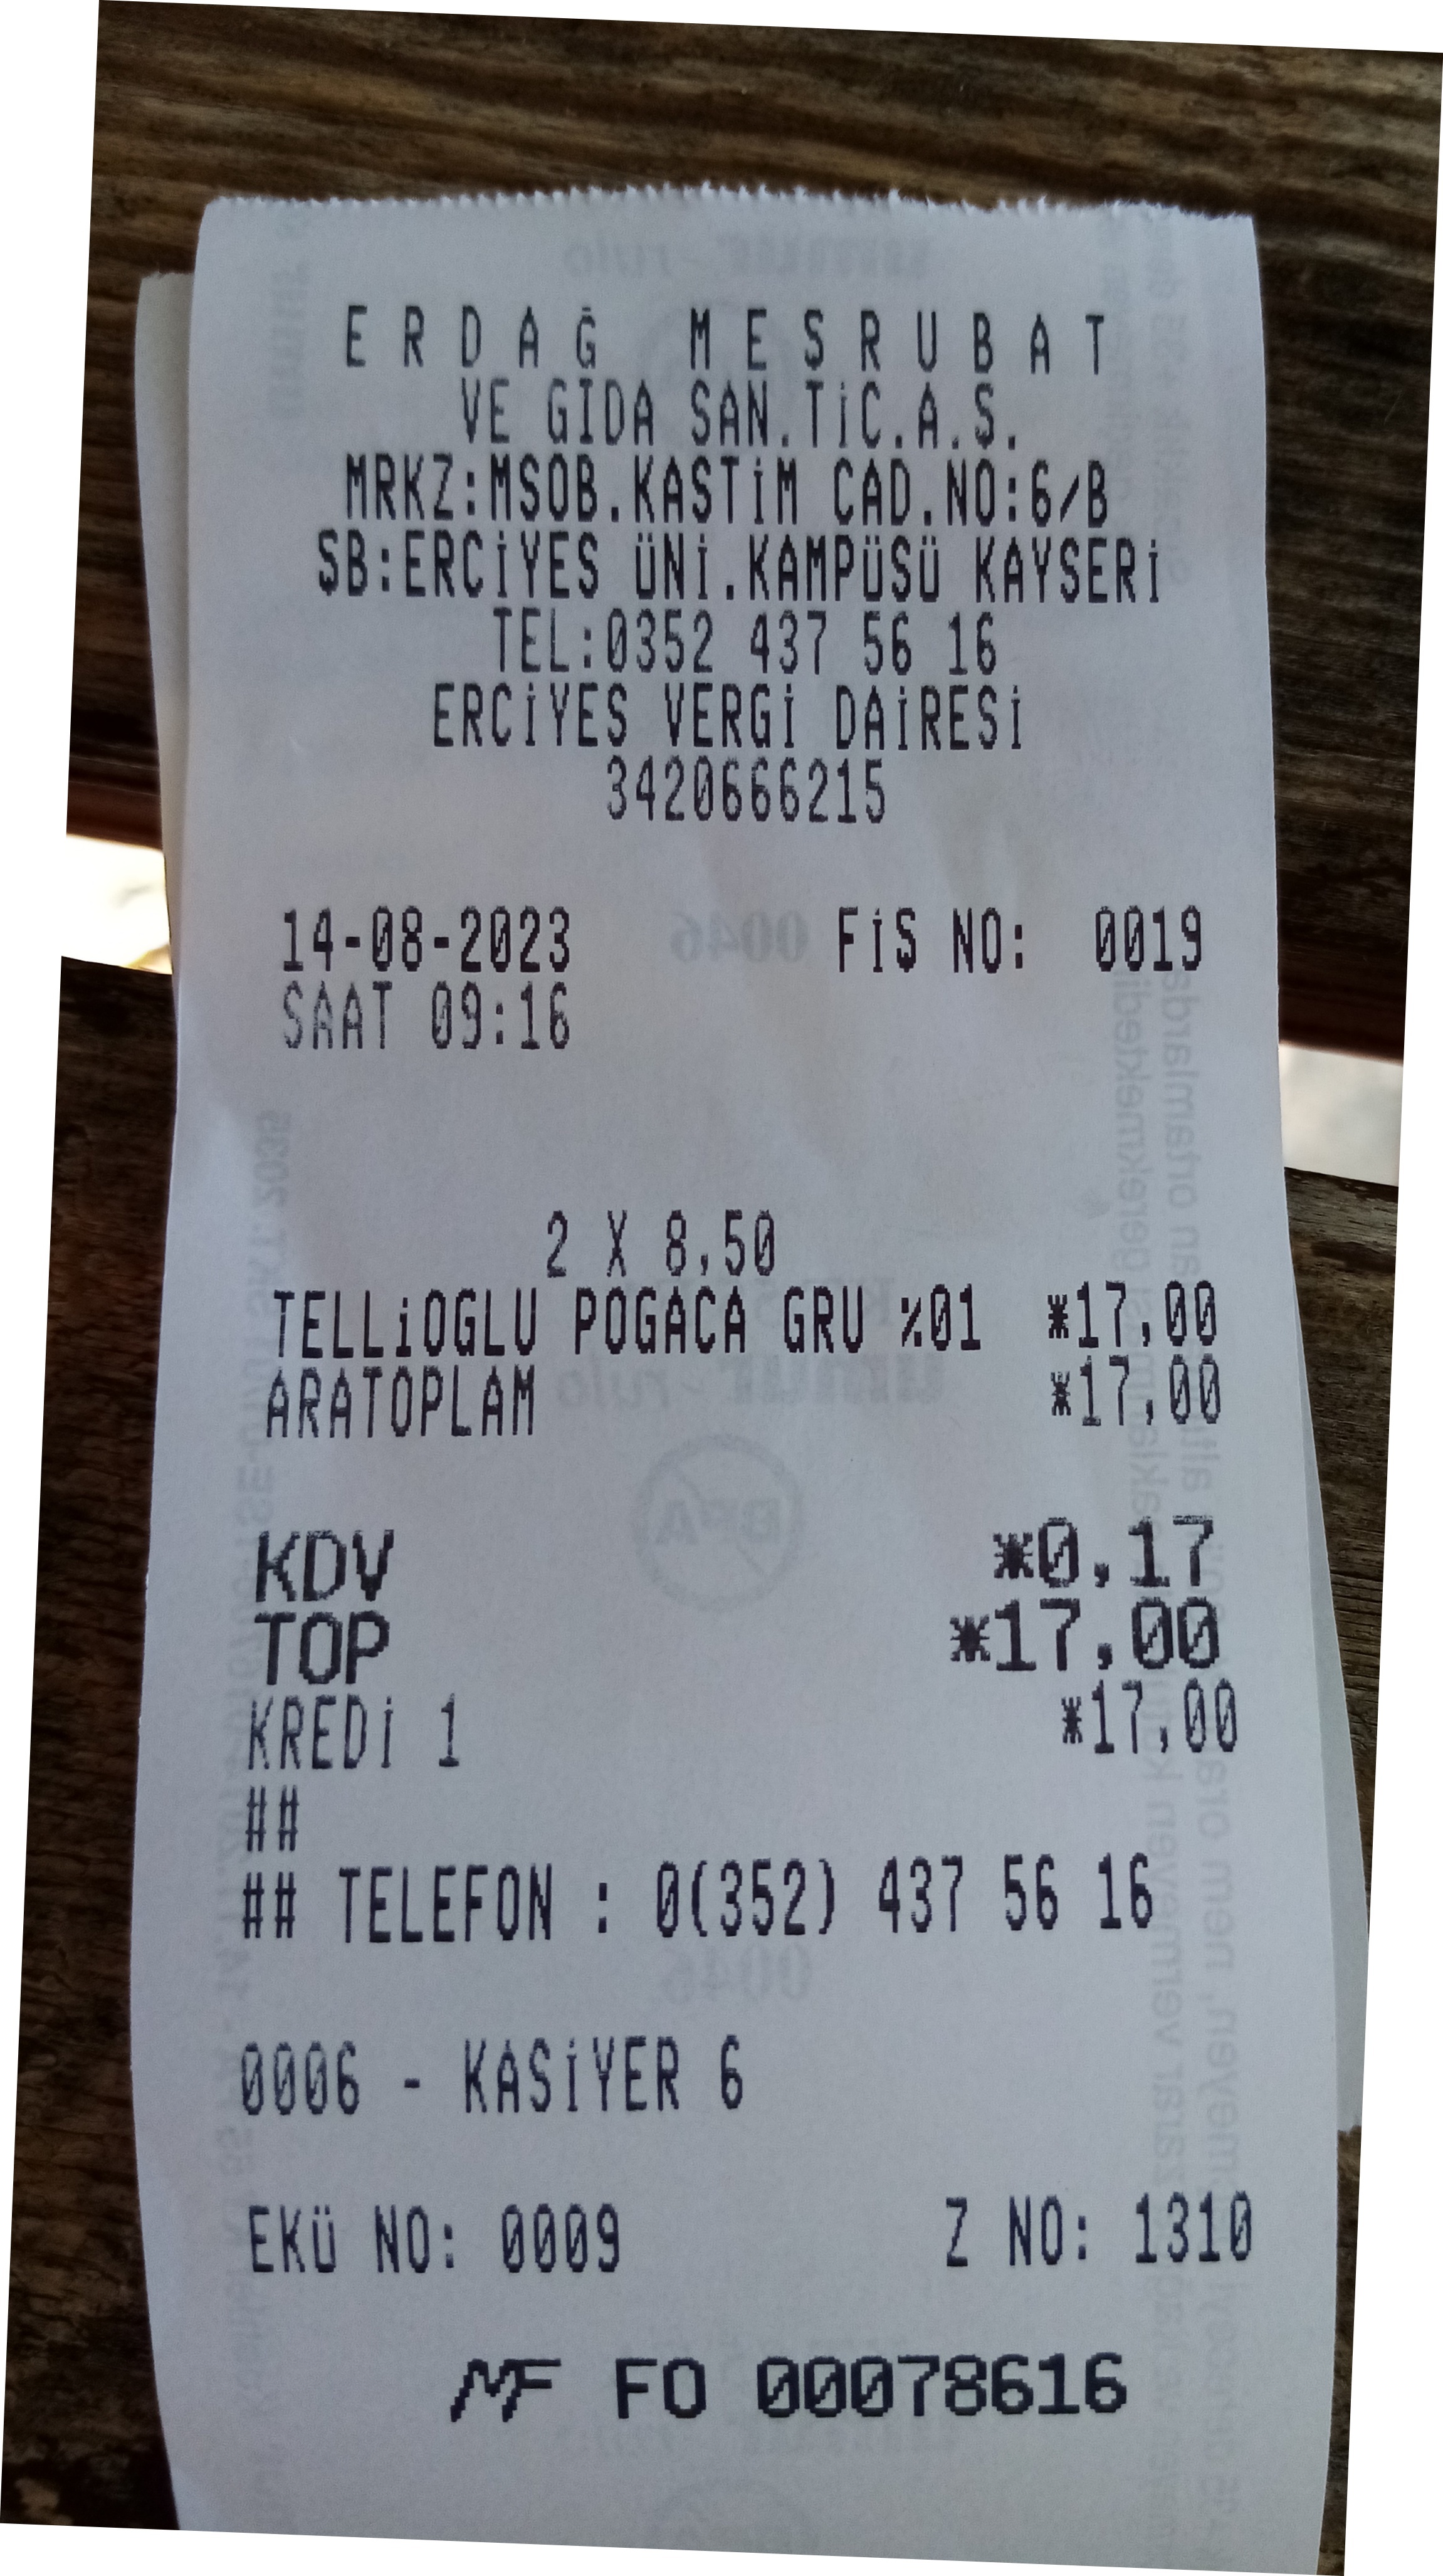 ERDAĞ MEŞRUBAT
VE GIDA SAN.TİC.A.Ş.
MRKZ:MSOB.KASTİM CAD.NO:6/B
ŞB:ERCİYES ÜNİ.KAMPÜSÜ KAYSERİ
TEL:0352 437 56 16
ERCİYES VERGİ DAİRESİ
3420666215
14-08-2023 FİŞ NO: 0019
SAAT 09:16
2 X 8,50
TELLİOGLU POGACA GRU %01 *17,00
ARATOPLAM *17,00
KDV *0,17
TOP *17,00
KREDİ 1 *17,00
##
## TELEFON : 0(352) 437 56 16
0006 - KASİYER 6
EKÜ NO: 0009 Z NO: 1310
MF FO 00078616